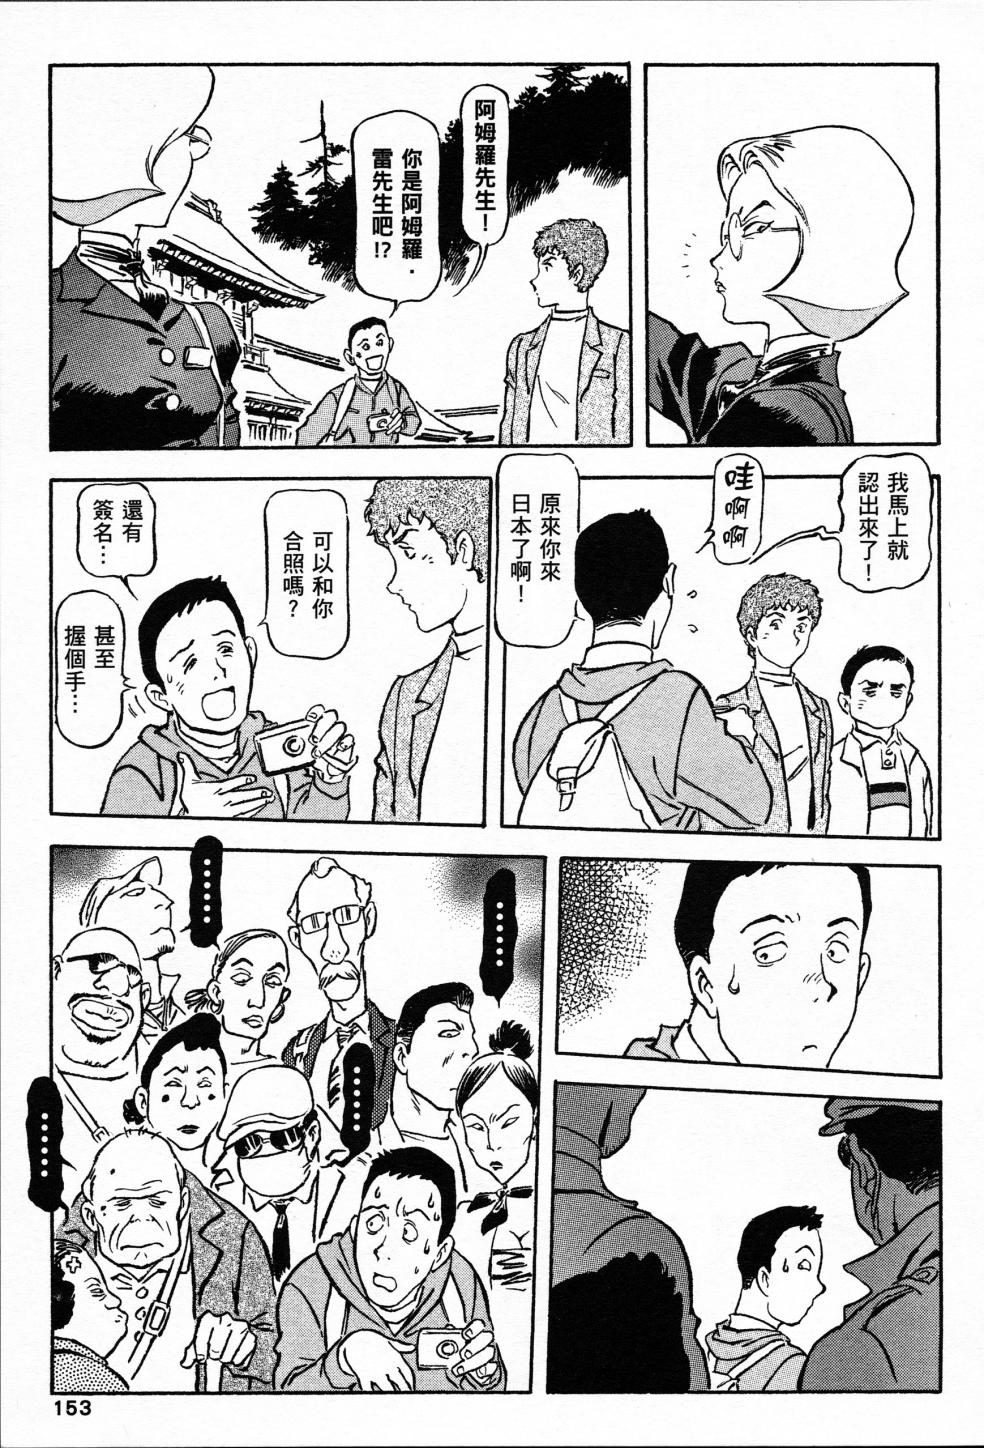 阿姆羅先生！
你是阿姆羅．
雷先生吧!?
我馬上就
認出來了！
哇
啊
啊
原來你來
日本了啊！
可以和你
合照嗎？
還有
簽名…
甚至
握個手…
………
………
………
………
153